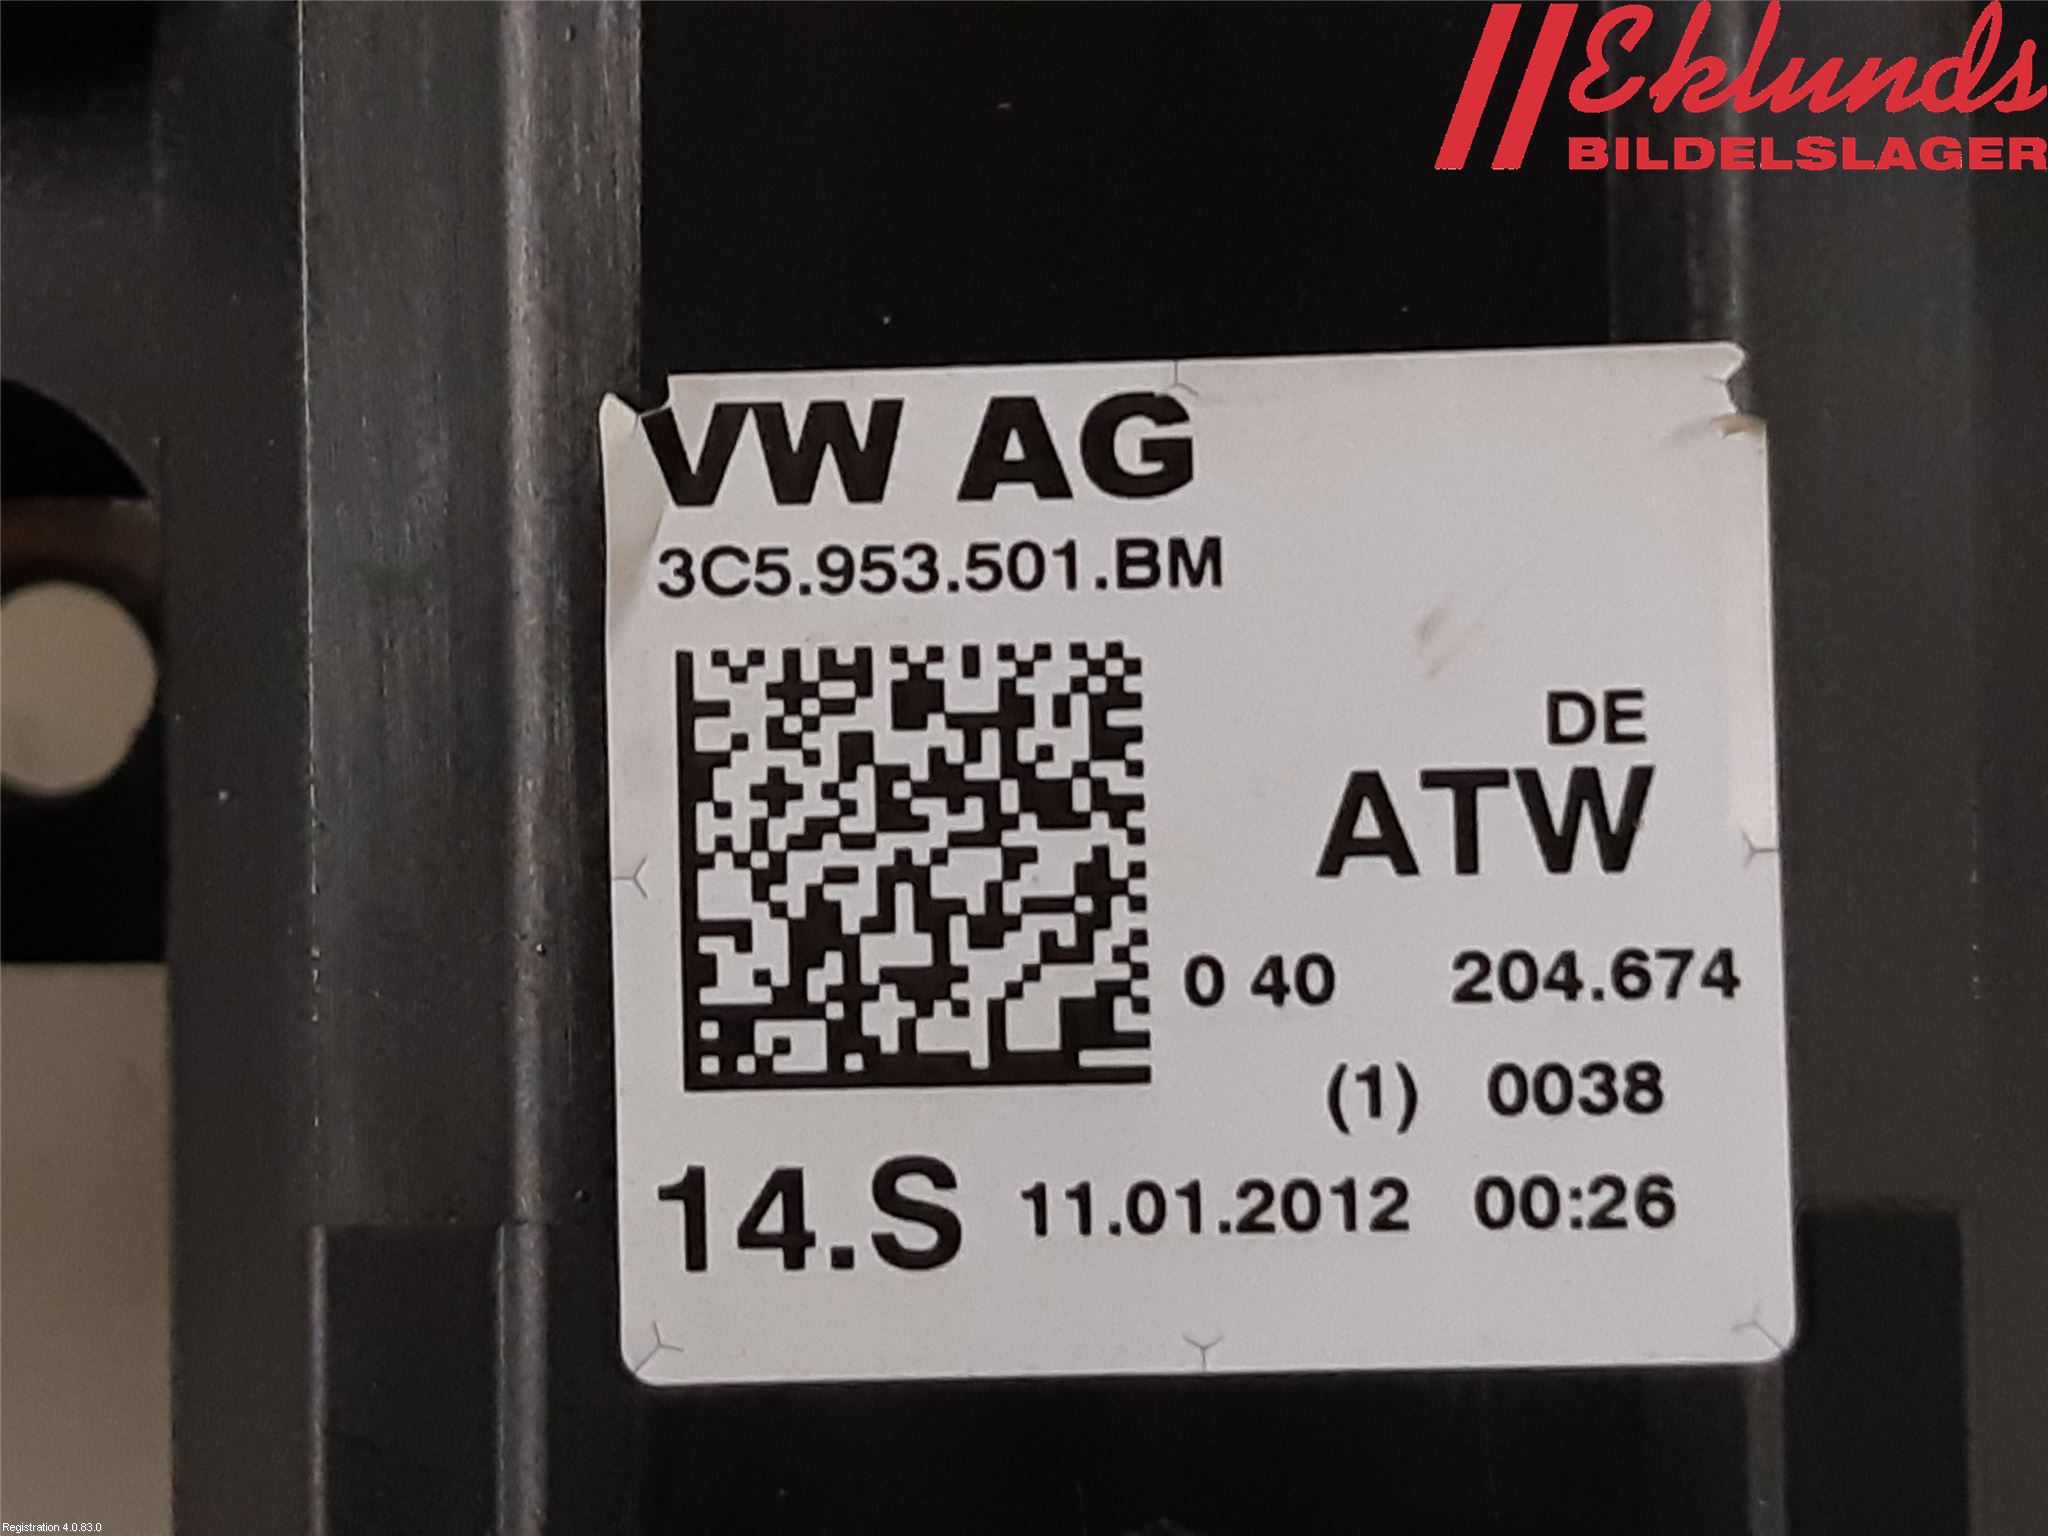 Eklunds
BILDELSLAGER
VW AG
3C5.953.501.BM
DE
ATW
0 40 204.674
(1) 0038
14.S 11.01.2012 00:26
Registration 4.0.83.0